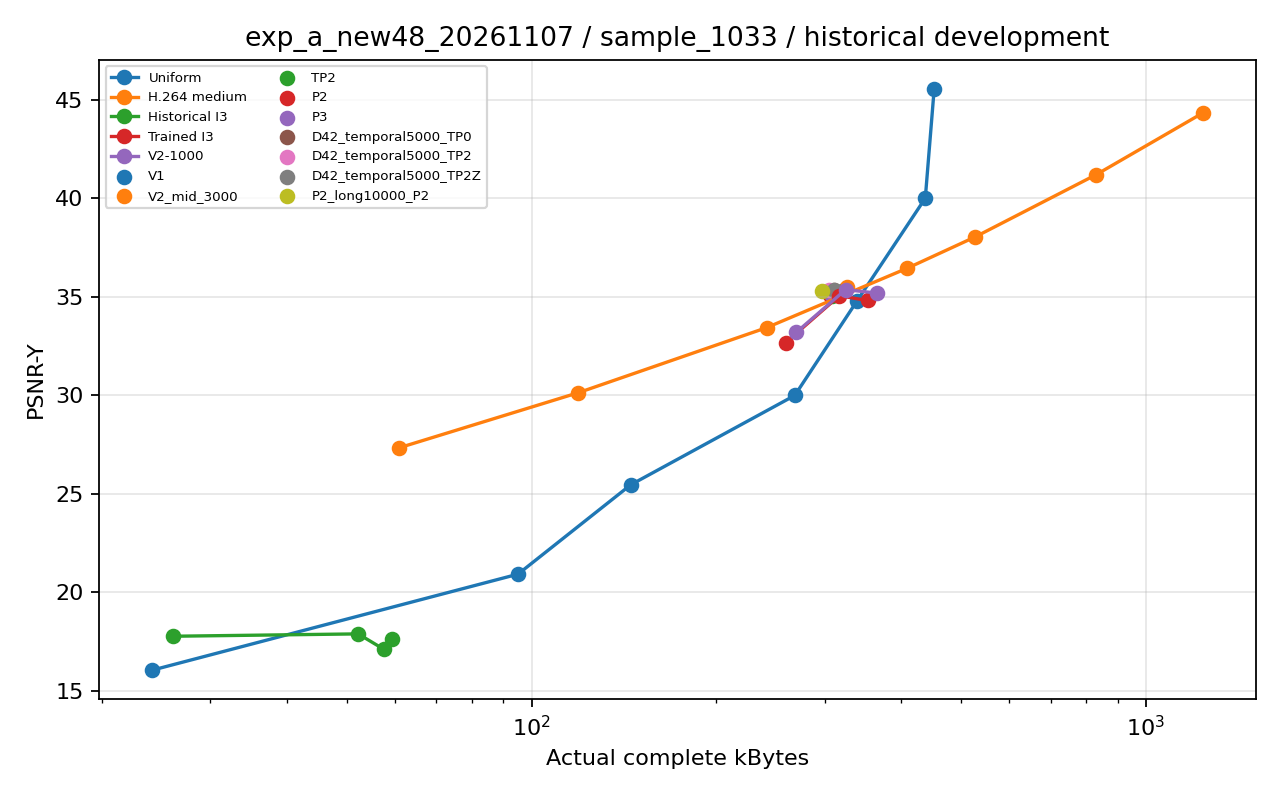 exp_a_new48_20261107 / sample_1033 / historical development
Uniform
H.264 medium
Historical I3
Trained I3
V2-1000
V1
V2_mid_3000
TP2
P2
P3
D42_temporal5000_TP0
D42_temporal5000_TP2
D42_temporal5000_TP2Z
P2_long10000_P2
45
40
35
30
25
20
15
PSNR-Y
10² 10³
Actual complete kBytes